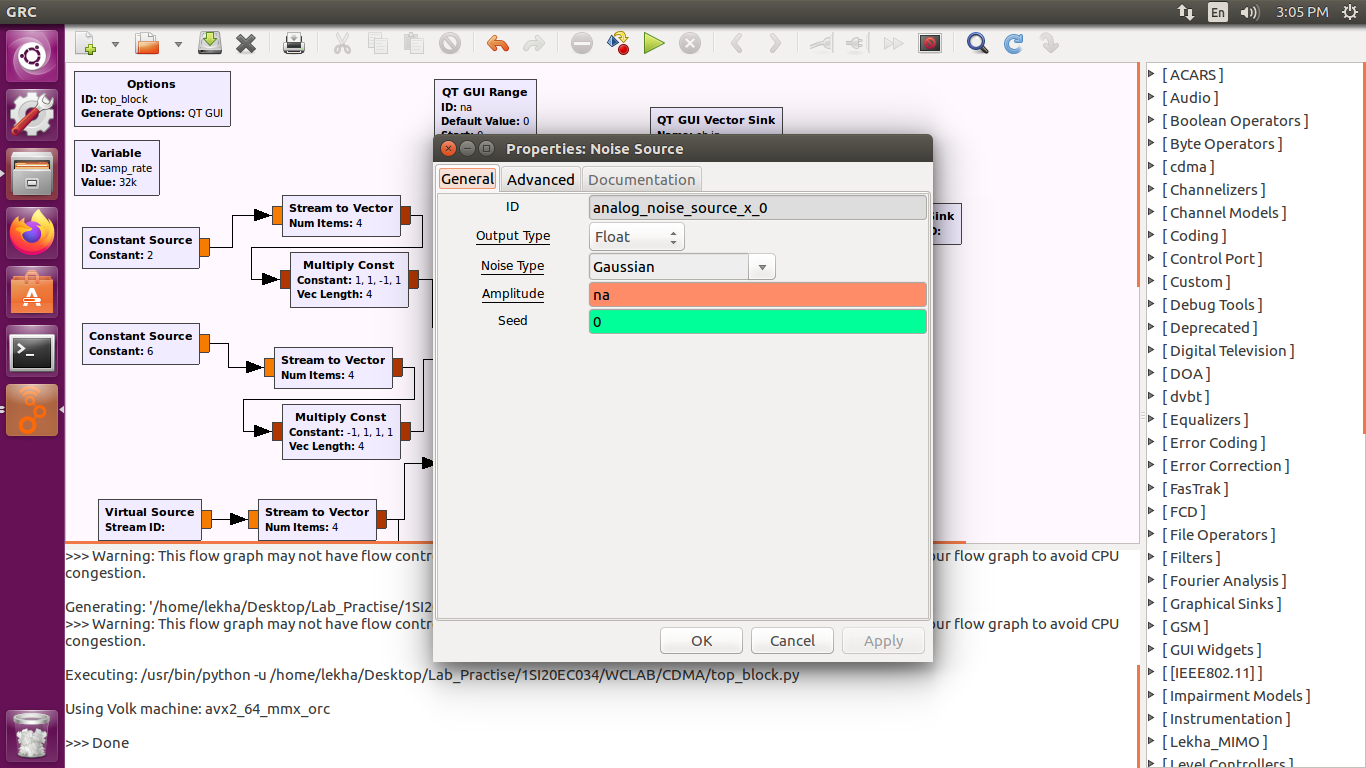 GRC
En
3:05 PM
Options
ID: top_block
Generate Options: QT GUI
Variable
ID: samp_rate
Value: 32k
QT GUI Range
ID: na
Default Value: 0
QT GUI Vector Sink
Stream to Vector
Num Items: 4
Constant Source
Constant: 2
Multiply Const
Constant: 1, 1, -1, 1
Vec Length: 4
Constant Source
Constant: 6
Stream to Vector
Num Items: 4
Multiply Const
Constant: -1, 1, 1, 1
Vec Length: 4
Virtual Source
Stream ID:
Stream to Vector
Num Items: 4
Sink
D:
Properties: Noise Source
General
Advanced
Documentation
ID
analog_noise_source_x_0
Output Type
Float
Noise Type
Gaussian
Amplitude
na
Seed
0
OK
Cancel
Apply
>>> Warning: This flow graph may not have flow contr
our flow graph to avoid CPU
congestion.
Generating: '/home/lekha/Desktop/Lab_Practise/1SI2
>>> Warning: This flow graph may not have flow contr
our flow graph to avoid CPU
congestion.
Executing: /usr/bin/python -u /home/lekha/Desktop/Lab_Practise/1SI20EC034/WCLAB/CDMA/top_block.py
Using Volk machine: avx2_64_mmx_orc
>>> Done
[ ACARS ]
[ Audio ]
[ Boolean Operators ]
[ Byte Operators ]
[ cdma ]
[ Channelizers ]
[ Channel Models ]
[ Coding ]
[ Control Port ]
[ Custom ]
[ Debug Tools ]
[ Deprecated ]
[ Digital Television ]
[ DOA ]
[ dvbt ]
[ Equalizers ]
[ Error Coding ]
[ Error Correction ]
[ FasTrak ]
[ FCD ]
[ File Operators ]
[ Filters ]
[ Fourier Analysis ]
[ Graphical Sinks ]
[ GSM ]
[ GUI Widgets ]
[ [IEEE802.11] ]
[ Impairment Models ]
[ Instrumentation ]
[ Lekha_MIMO ]
[ Level Controllers ]